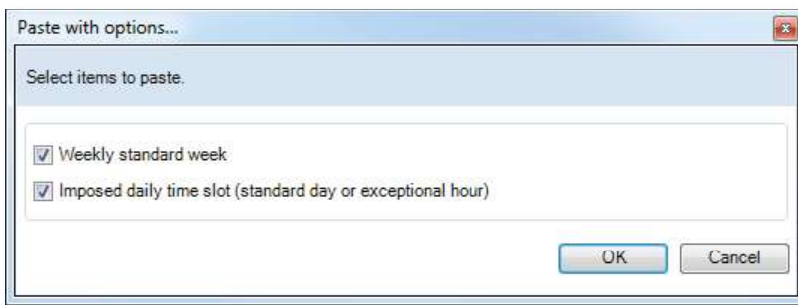 Paste with options...
Select items to paste.
Weekly standard week
Imposed daily time slot (standard day or exceptional hour)
OK Cancel